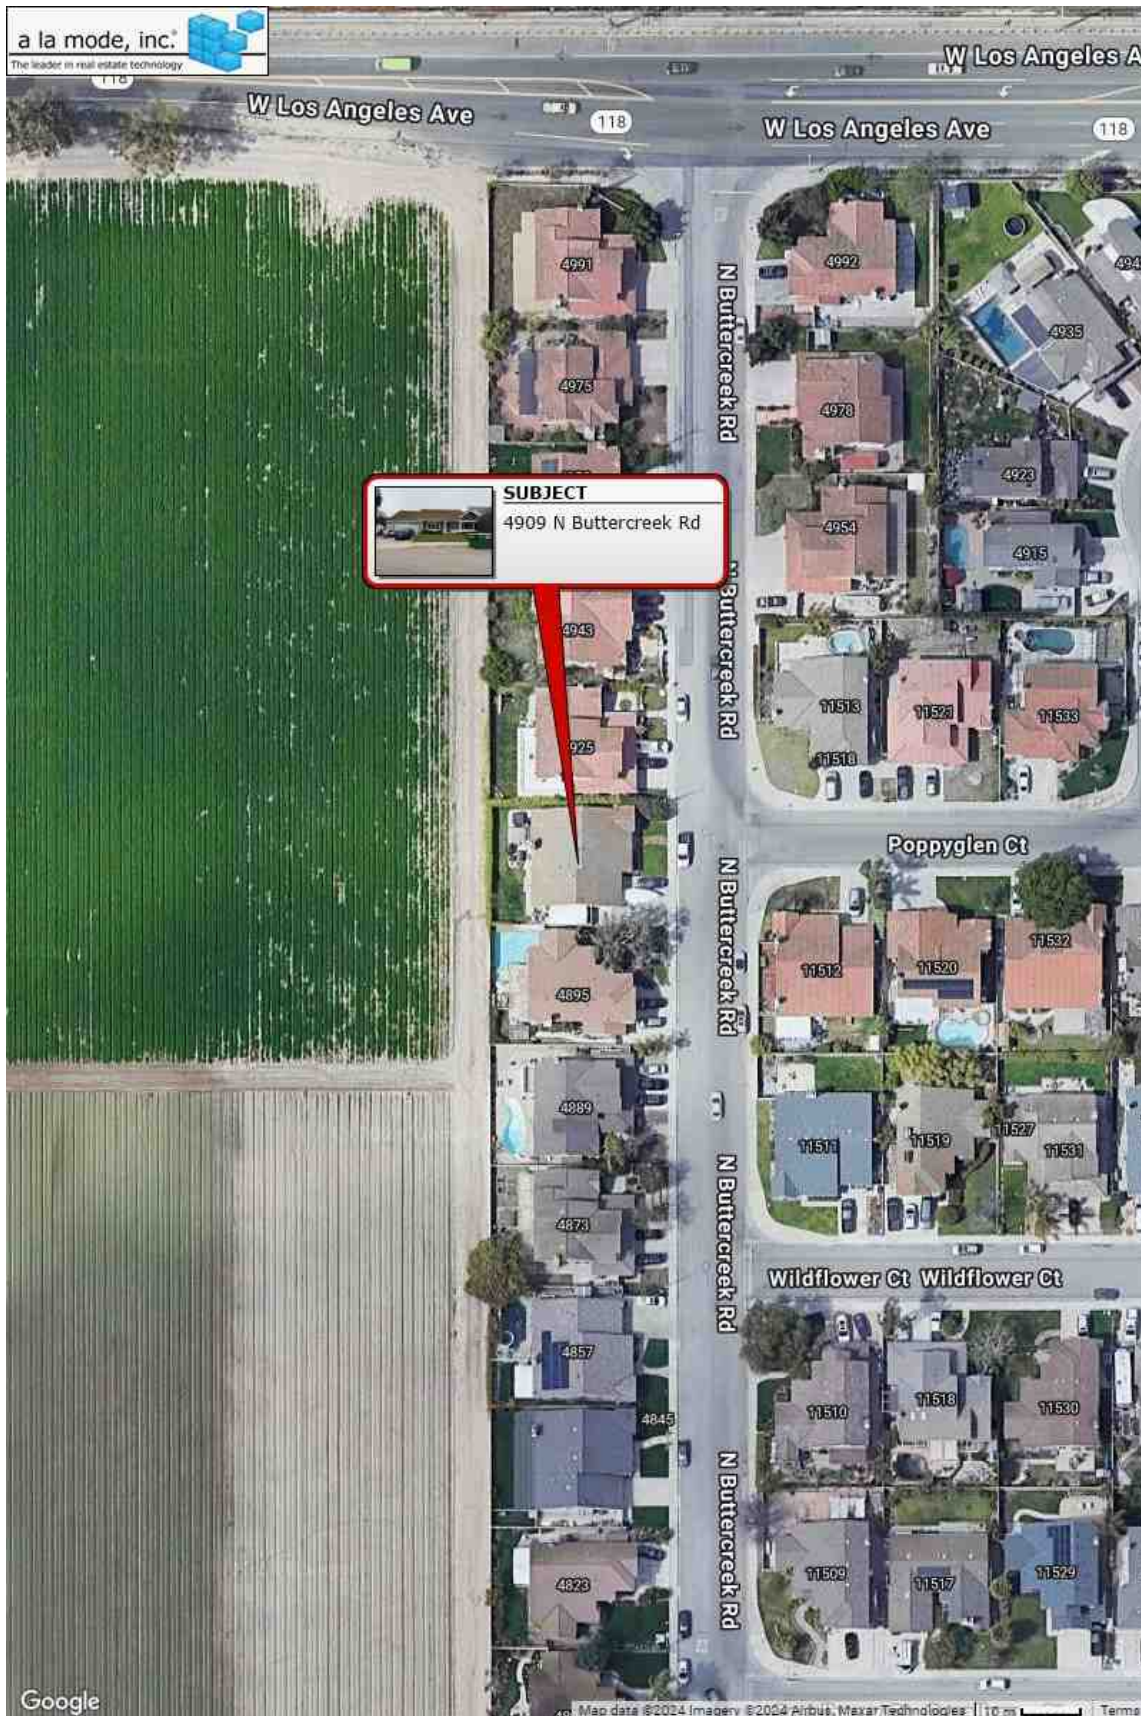 a la mode, inc.
The leader in real estate technology
W Los Angeles A
118
W Los Angeles Ave
118
W Los Angeles Ave
118
4991
4992
N Buttercreek Rd
4935
4975
4978
4923
SUBJECT
4909 N Buttercreek Rd
4954
4915
N Buttercreek Rd
4943
11513
11521
11533
4925
11518
Poppyglen Ct
N Buttercreek Rd
11532
11512
11520
4895
4889
11527
11511
11519
11531
N Buttercreek Rd
4873
Wildflower Ct Wildflower Ct
4857
11518
11510
11530
4845
N Buttercreek Rd
11509
11517
11529
4823
Google
Map data ©2024 Imagery ©2024 Airbus, Maxar Technologies
10 m
Terms